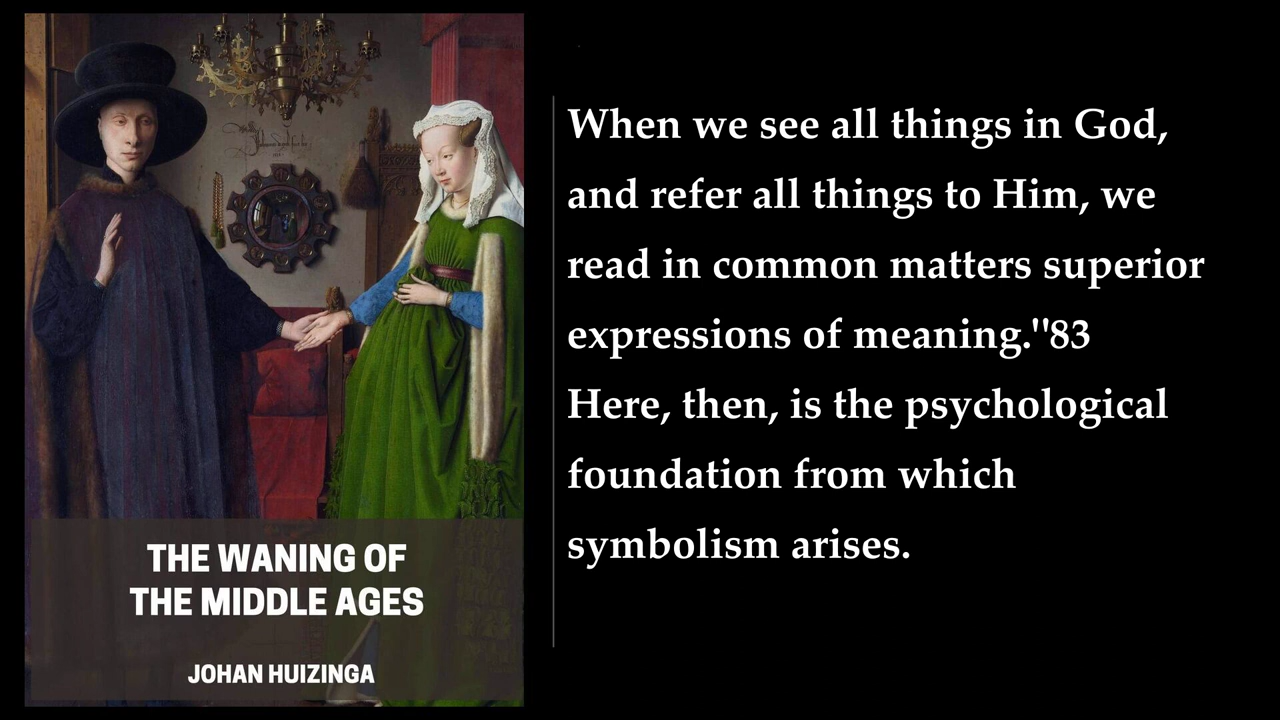 THE WANING OF
THE MIDDLE AGES
JOHAN HUIZINGA
When we see all things in God,
and refer all things to Him, we
read in common matters superior
expressions of meaning."83
Here, then, is the psychological
foundation from which
symbolism arises.